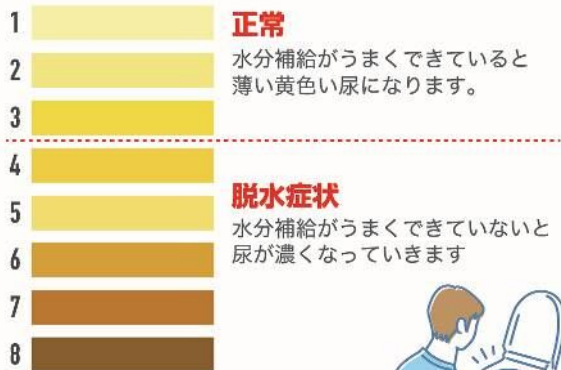 1
正常
水分補給がうまくできていると
2
薄い黄色い尿になります。
3
4
脱水症状
5
水分補給がうまくできていないと
6
尿が濃くなっていきます
7
8